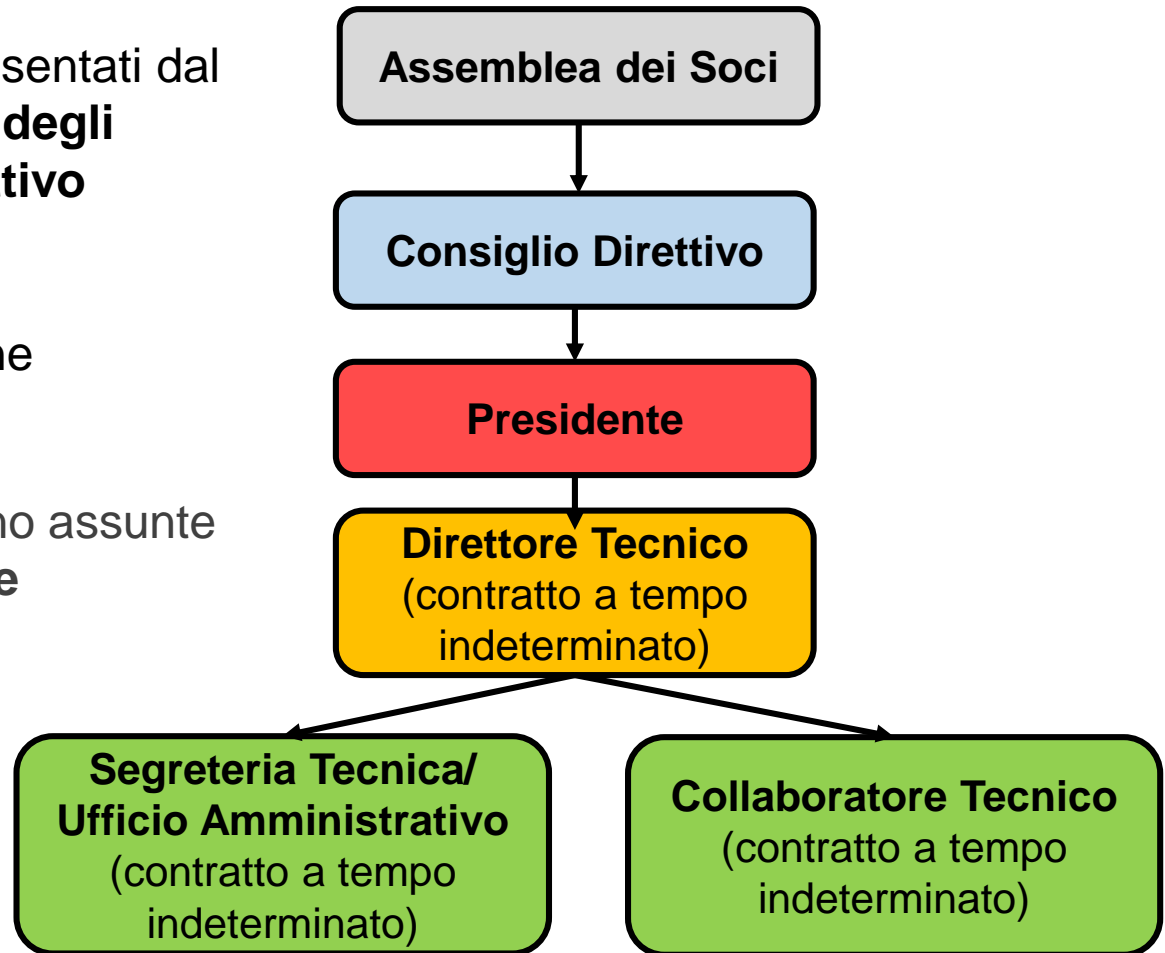 sentati dal
degli
tivo
ne
no assunte
e
Assemblea dei Soci
Consiglio Direttivo
Presidente
Direttore Tecnico
(contratto a tempo
indeterminato)
Segreteria Tecnica/
Ufficio Amministrativo
(contratto a tempo
indeterminato)
Collaboratore Tecnico
(contratto a tempo
indeterminato)